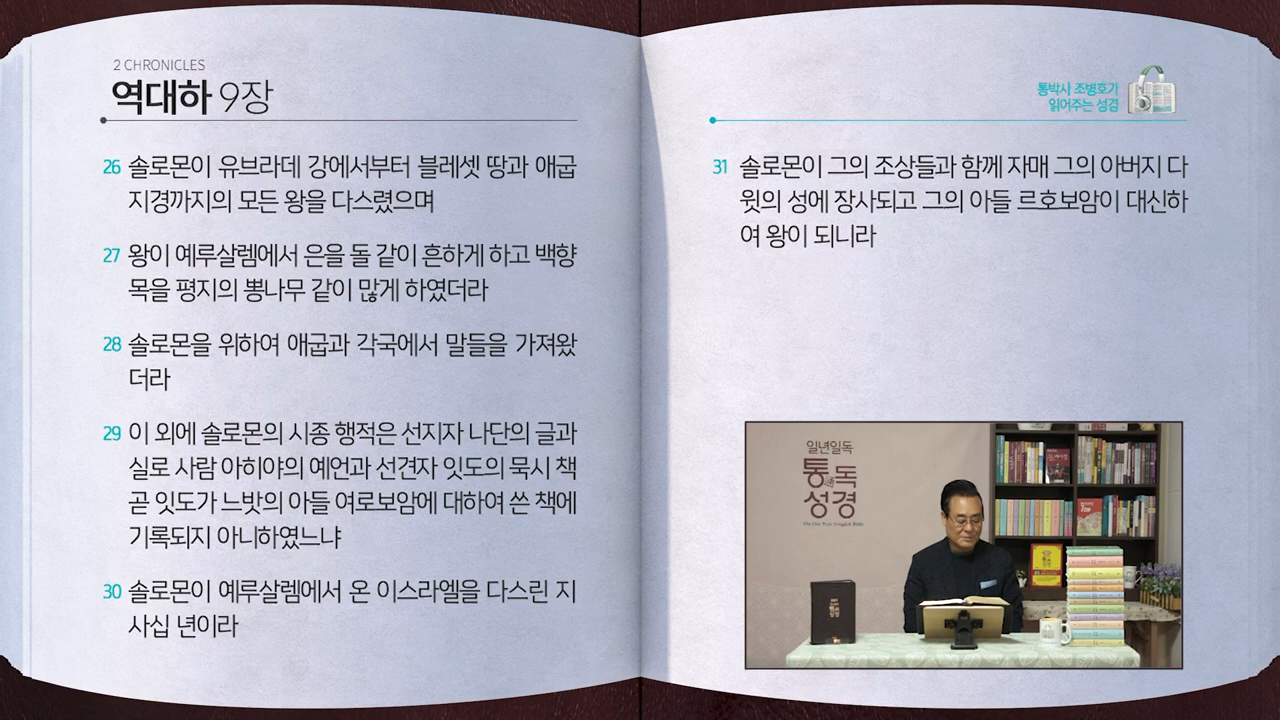 2 CHRONICLES
역대하 9장
26 솔로몬이 유브라데 강에서부터 블레셋 땅과 애굽
지경까지의 모든 왕을 다스렸으며
27 왕이 예루살렘에서 은을 돌 같이 흔하게 하고 백향
목을 평지의 뽕나무 같이 많게 하였더라
28 솔로몬을 위하여 애굽과 각국에서 말들을 가져왔
더라
29 이 외에 솔로몬의 시종 행적은 선지자 나단의 글과
실로 사람 아히야의 예언과 선견자 잇도의 묵시 책
곧 잇도가 느밧의 아들 여로보암에 대하여 쓴 책에
기록되지 아니하였느냐
30 솔로몬이 예루살렘에서 온 이스라엘을 다스린 지
사십 년이라
통박사 조병호가
읽어주는 성경
31 솔로몬이 그의 조상들과 함께 자매 그의 아버지 다
윗의 성에 장사되고 그의 아들 르호보암이 대신하
여 왕이 되니라
일년일독
통독
성경